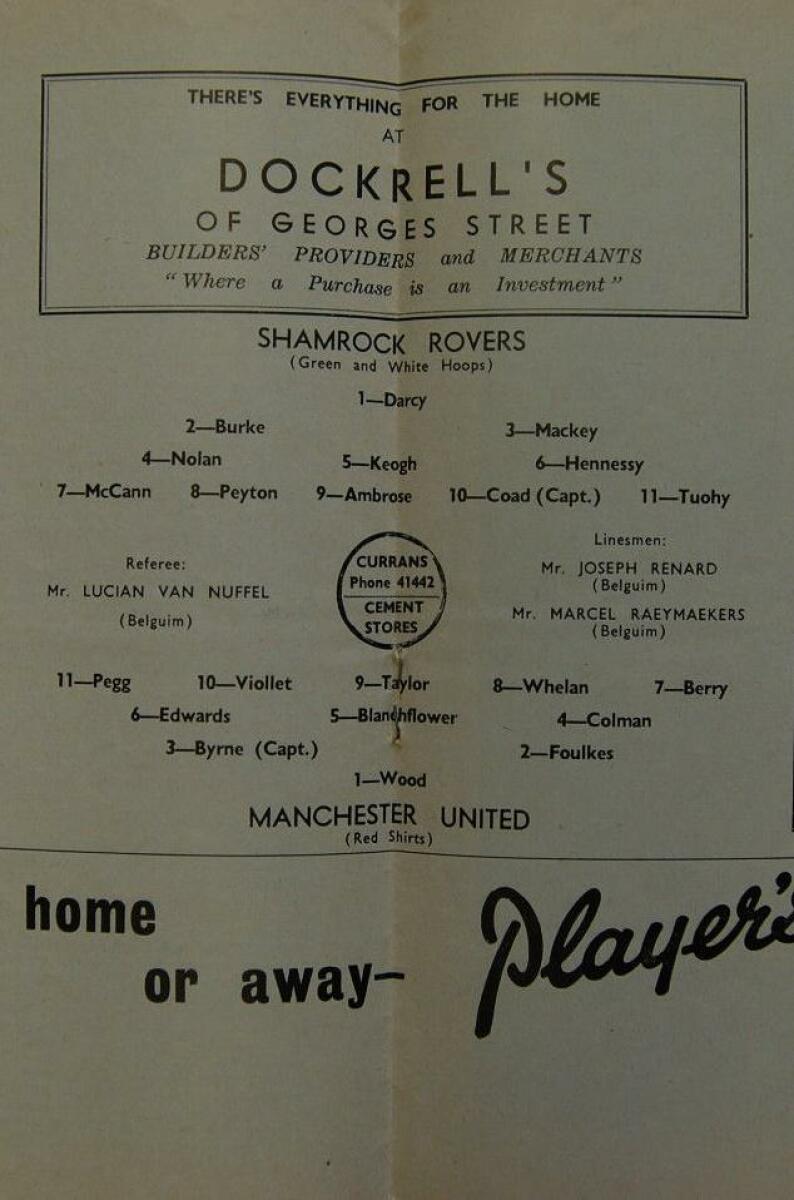 THERE'S EVERYTHING FOR THE HOME
AT
DOCKRELL'S
OF GEORGES STREET
BUILDERS' PROVIDERS and MERCHANTS
"Where a Purchase is an Investment"
SHAMROCK ROVERS
(Green and White Hoops)
1—Darcy
2—Burke 3—Mackey
4—Nolan 5—Keogh 6—Hennessy
7—McCann 8—Peyton 9—Ambrose 10—Coad (Capt.) 11—Tuohy
Referee:
Mr. LUCIAN VAN NUFFEL
(Belguim)
CURRANS
Phone 41442
CEMENT
STORES
Linesmen:
Mr. JOSEPH RENARD
(Belguim)
Mr. MARCEL RAEYMAEKERS
(Belguim)
11—Pegg 10—Viollet 9—Taylor 8—Whelan 7—Berry
6—Edwards 5—Blanchflower 4—Colman
3—Byrne (Capt.) 2—Foulkes
1—Wood
MANCHESTER UNITED
(Red Shirts)
home
or away— Player's